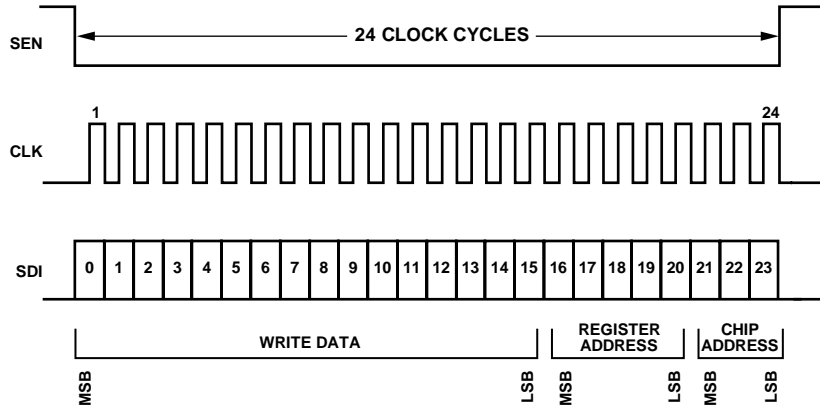 SEN
24 CLOCK CYCLES
1
24
CLK
SDI
0 1 2 3 4 5 6 7 8 9 10 11 12 13 14 15 16 17 18 19 20 21 22 23
WRITE DATA
REGISTER
ADDRESS
CHIP
ADDRESS
MSB
LSB
MSB
LSB
MSB
LSB